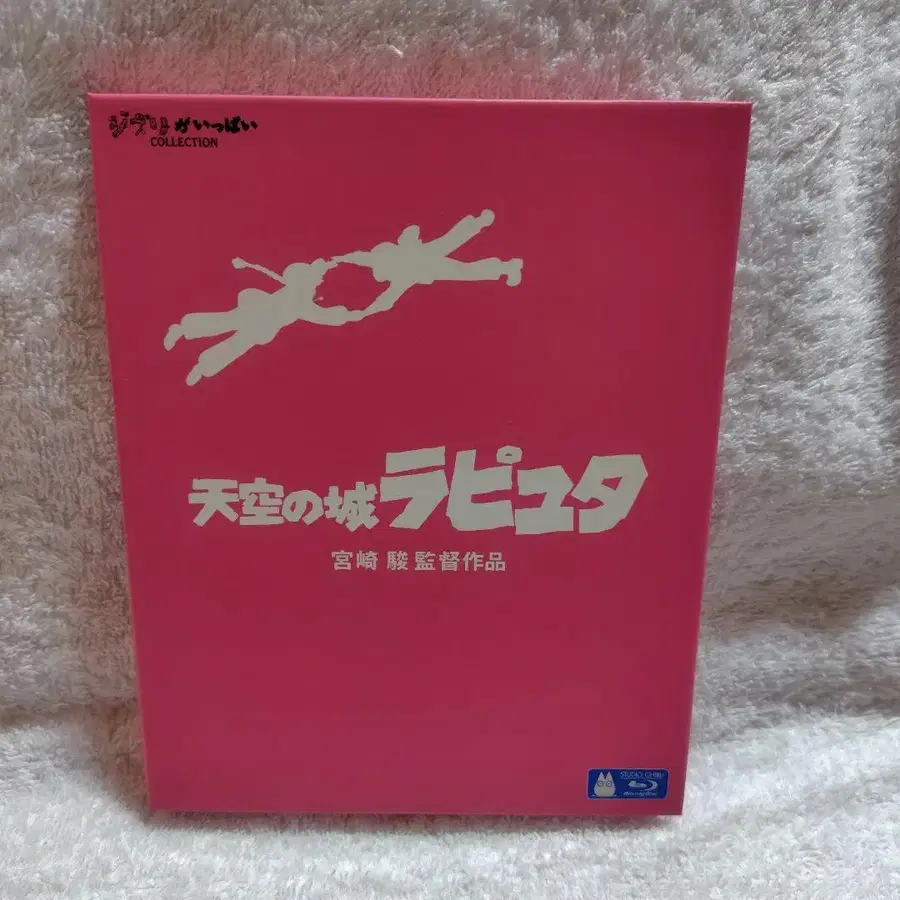 ジブリがいっぱい
COLLECTION
天空の城ラピュタ
宮崎 駿 監督作品
STUDIO GHIBLI
Blu-ray Disc